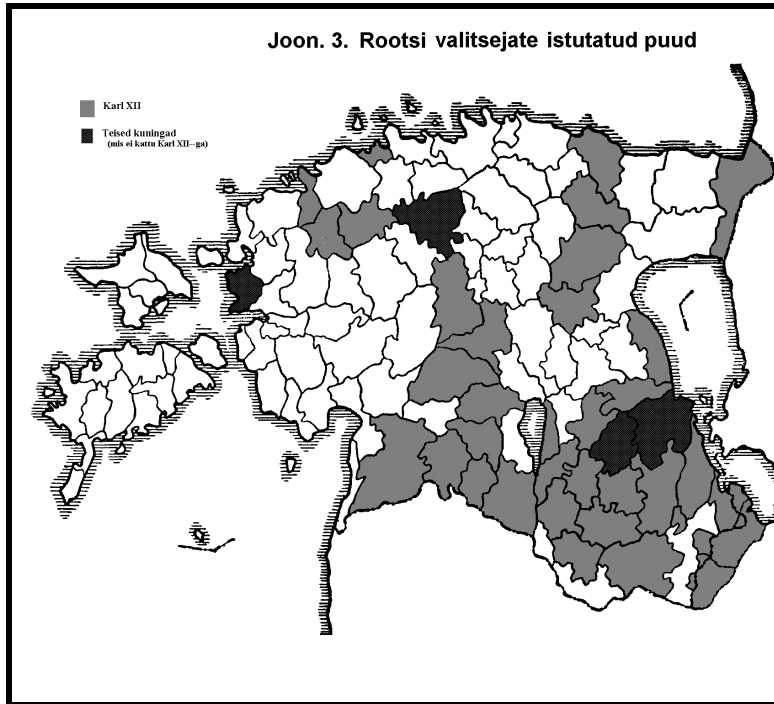 Joon. 3. Rootsi valitsejate istutatud puud
Karl XII
Teised kuningad
(mis ei kattu Karl XII--ga)